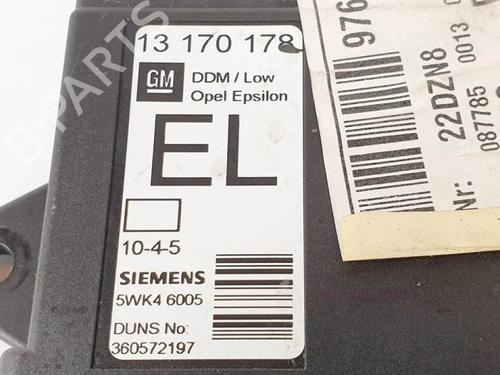 13 170 178
GM
DDM / Low
Opel Epsilon
EL
10-4-5
SIEMENS
5WK4 6005
DUNS No:
360572197
976
22DZN8
087785 0013
Nr:
B-PARTS